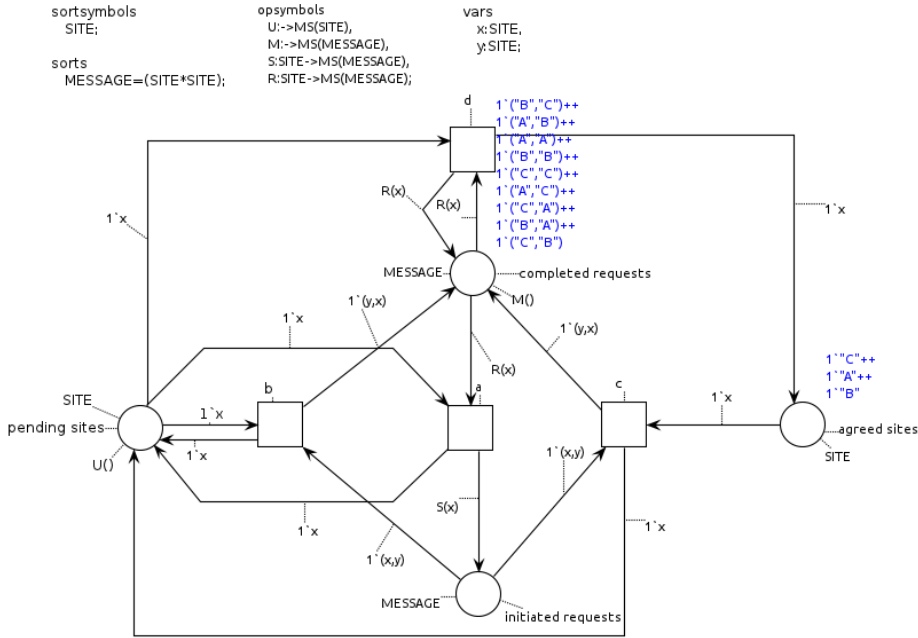 sortsymbols
SITE;
sorts
MESSAGE=(SITE*SITE);
opsymbols
U:->MS(SITE),
M:->MS(MESSAGE),
S:SITE->MS(MESSAGE),
R:SITE->MS(MESSAGE);
vars
x:SITE,
y:SITE;
d
1`("B","C")++
1`("A","B")++
1`("A","A")++
1`("B","B")++
1`("C","C")++
1`("A","C")++
1`("C","A")++
1`("B","A")++
1`("C","B")
R(x)
R(x)
1`x
1`x
MESSAGE
completed requests
M()
1`(y,x)
1`x
1`(y,x)
R(x)
1`"C"++
1`"A"++
1`"B"
b
a
c
SITE
1`x
1`x
pending sites
agreed sites
1`x
U()
SITE
1`(x,y)
S(x)
1`x
1`x
1`(x,y)
MESSAGE
initiated requests